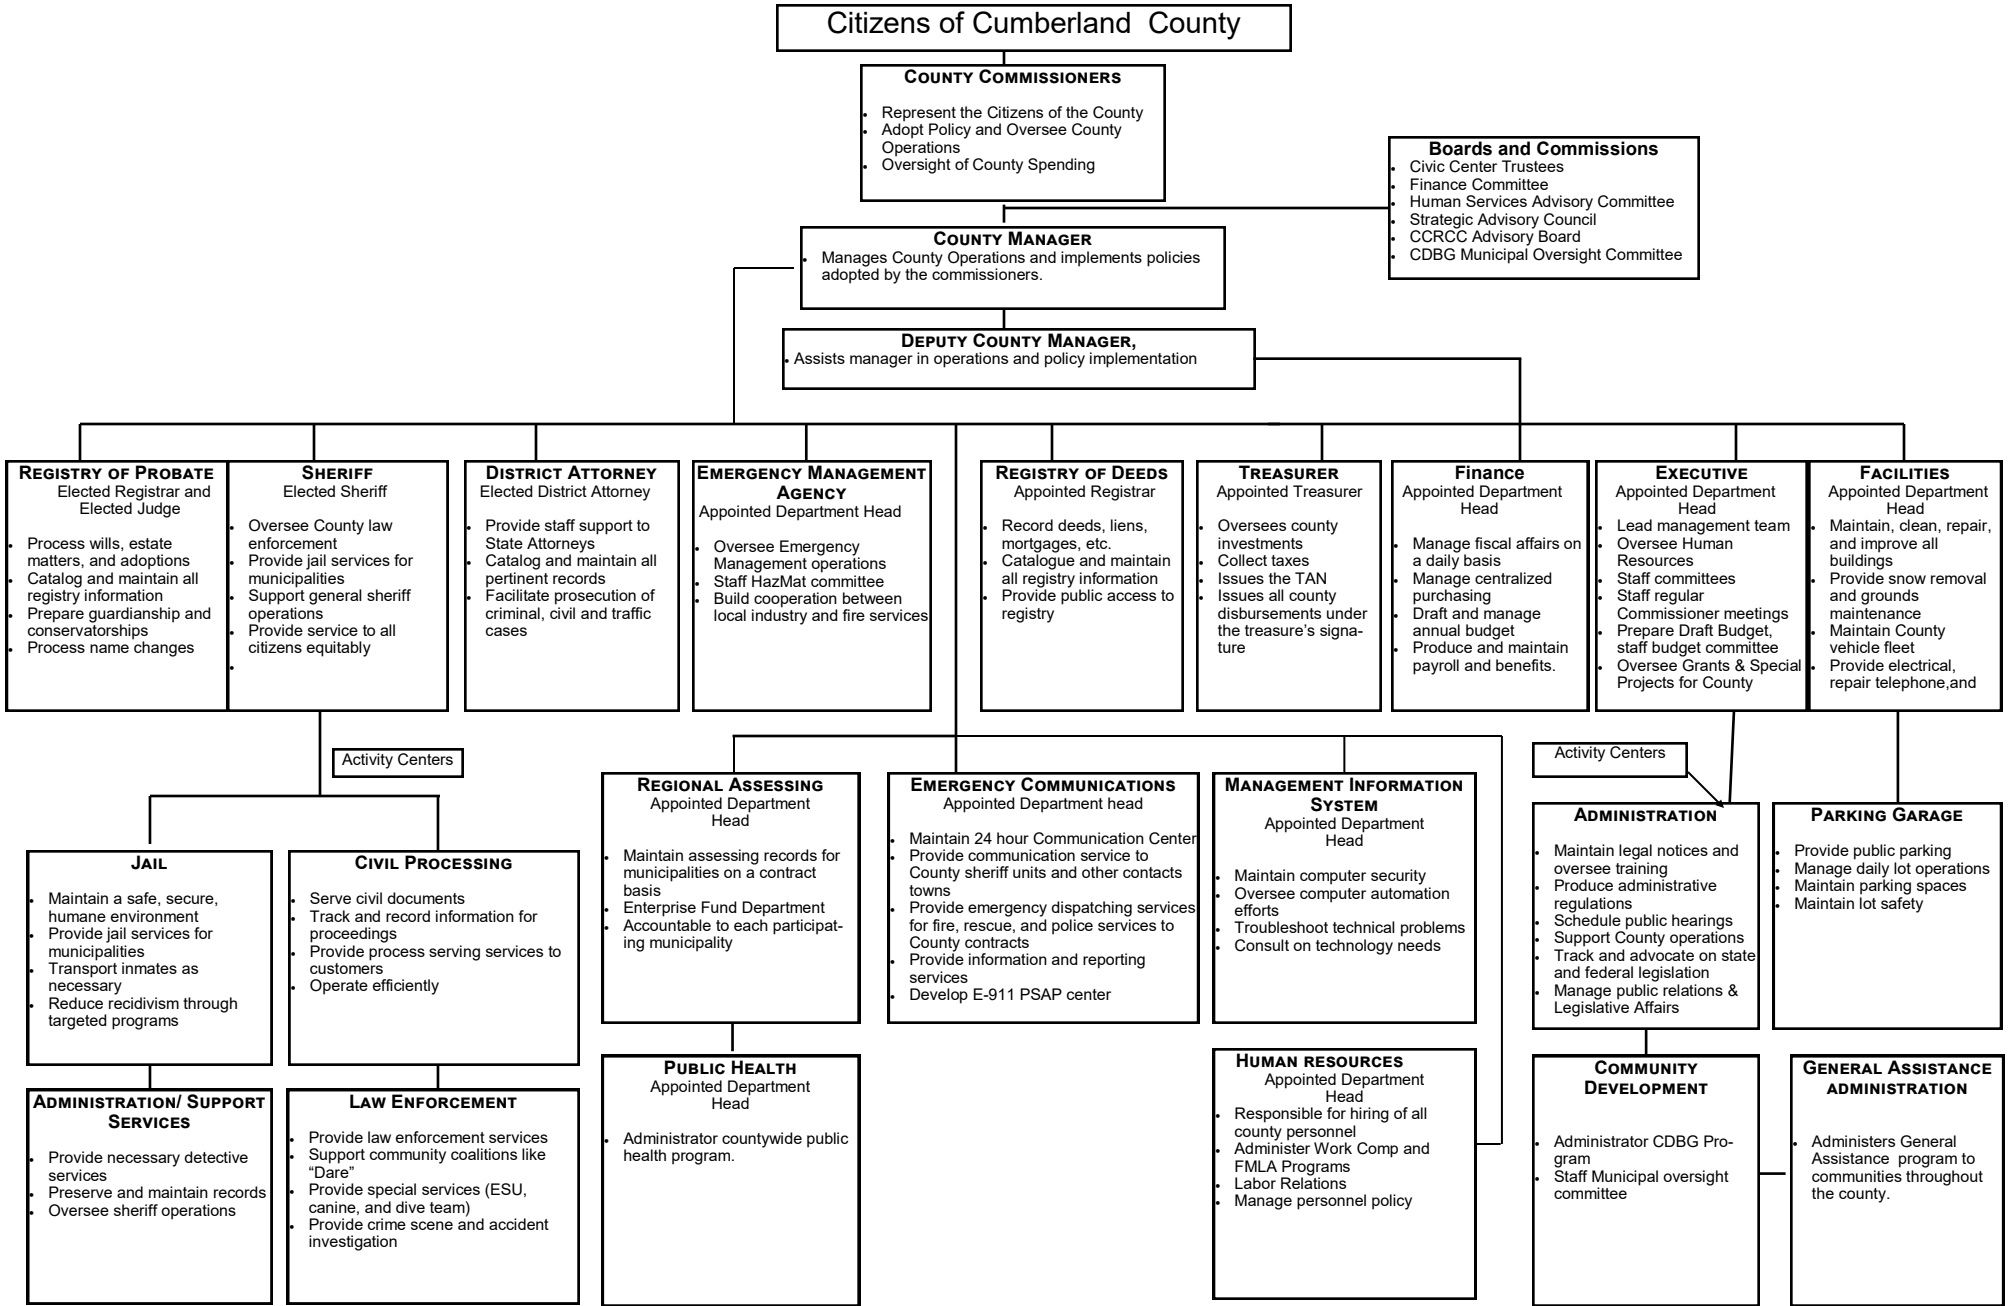 Citizens of Cumberland County
COUNTY COMMISSIONERS
• Represent the Citizens of the County
• Adopt Policy and Oversee County
Operations
• Oversight of County Spending
Boards and Commissions
• Civic Center Trustees
• Finance Committee
• Human Services Advisory Committee
• Strategic Advisory Council
• CCRCC Advisory Board
• CDBG Municipal Oversight Committee
COUNTY MANAGER
• Manages County Operations and implements policies
adopted by the commissioners.
DEPUTY COUNTY MANAGER,
• Assists manager in operations and policy implementation
REGISTRY OF PROBATE
Elected Registrar and
Elected Judge
• Process wills, estate
matters, and adoptions
• Catalog and maintain all
registry information
• Prepare guardianship and
conservatorships
• Process name changes
SHERIFF
Elected Sheriff
• Oversee County law
enforcement
• Provide jail services for
municipalities
• Support general sheriff
operations
• Provide service to all
citizens equitably
•
DISTRICT ATTORNEY
Elected District Attorney
• Provide staff support to
State Attorneys
• Catalog and maintain all
pertinent records
• Facilitate prosecution of
criminal, civil and traffic
cases
EMERGENCY MANAGEMENT
AGENCY
Appointed Department Head
• Oversee Emergency
Management operations
• Staff HazMat committee
• Build cooperation between
local industry and fire services
REGISTRY OF DEEDS
Appointed Registrar
• Record deeds, liens,
mortgages, etc.
• Catalogue and maintain
all registry information
• Provide public access to
registry
TREASURER
Appointed Treasurer
• Oversees county
investments
• Collect taxes
• Issues the TAN
• Issues all county
disbursements under
the treasure's signa-
ture
Finance
Appointed Department
Head
• Manage fiscal affairs on
a daily basis
• Manage centralized
purchasing
• Draft and manage
annual budget
• Produce and maintain
payroll and benefits.
EXECUTIVE
Appointed Department
Head
• Lead management team
• Oversee Human
Resources
• Staff committees
• Staff regular
Commissioner meetings
• Prepare Draft Budget,
staff budget committee
• Oversee Grants & Special
Projects for County
FACILITIES
Appointed Department
Head
• Maintain, clean, repair,
and improve all
buildings
• Provide snow removal
and grounds
maintenance
• Maintain County
vehicle fleet
• Provide electrical,
repair telephone,and
Activity Centers
JAIL
• Maintain a safe, secure,
humane environment
• Provide jail services for
municipalities
• Transport inmates as
necessary
• Reduce recidivism through
targeted programs
CIVIL PROCESSING
• Serve civil documents
• Track and record information for
proceedings
• Provide process serving services to
customers
• Operate efficiently
REGIONAL ASSESSING
Appointed Department
Head
• Maintain assessing records for
municipalities on a contract
basis
• Enterprise Fund Department
• Accountable to each participat-
ing municipality
EMERGENCY COMMUNICATIONS
Appointed Department head
• Maintain 24 hour Communication Center
• Provide communication service to
County sheriff units and other contacts
towns
• Provide emergency dispatching services
for fire, rescue, and police services to
County contracts
• Provide information and reporting
services
• Develop E-911 PSAP center
MANAGEMENT INFORMATION
SYSTEM
Appointed Department
Head
• Maintain computer security
• Oversee computer automation
efforts
• Troubleshoot technical problems
• Consult on technology needs
Activity Centers
ADMINISTRATION
• Maintain legal notices and
oversee training
• Produce administrative
regulations
• Schedule public hearings
• Support County operations
• Track and advocate on state
and federal legislation
• Manage public relations &
Legislative Affairs
PARKING GARAGE
• Provide public parking
• Manage daily lot operations
• Maintain parking spaces
• Maintain lot safety
ADMINISTRATION/ SUPPORT
SERVICES
• Provide necessary detective
services
• Preserve and maintain records
• Oversee sheriff operations
LAW ENFORCEMENT
• Provide law enforcement services
• Support community coalitions like
“Dare”
• Provide special services (ESU,
canine, and dive team)
• Provide crime scene and accident
investigation
PUBLIC HEALTH
Appointed Department
Head
• Administrator countywide public
health program.
HUMAN RESOURCES
Appointed Department
Head
• Responsible for hiring of all
county personnel
• Administer Work Comp and
FMLA Programs
• Labor Relations
• Manage personnel policy
COMMUNITY
DEVELOPMENT
• Administrator CDBG Pro-
gram
• Staff Municipal oversight
committee
GENERAL ASSISTANCE
ADMINISTRATION
• Administers General
Assistance program to
communities throughout
the county.